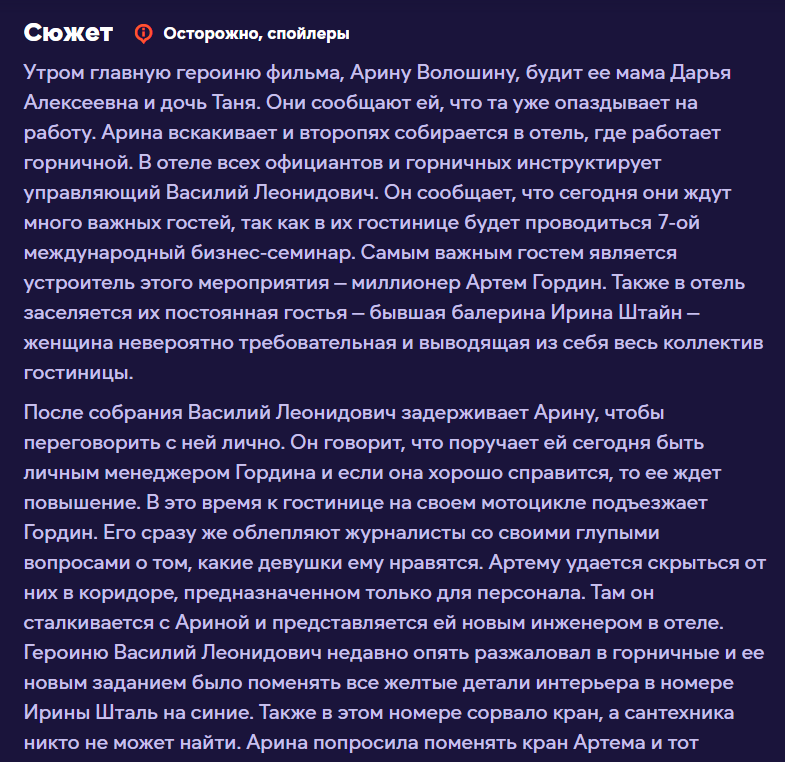 Сюжет Осторожно, спойлеры
Утром главную героиню фильма, Арину Волошину, будит ее мама Дарья
Алексеевна и дочь Таня. Они сообщают ей, что та уже опаздывает на
работу. Арина вскакивает и второпях собирается в отель, где работает
горничной. В отеле всех официантов и горничных инструктирует
управляющий Василий Леонидович. Он сообщает, что сегодня они ждут
много важных гостей, так как в их гостинице будет проводиться 7-ой
международный бизнес-семинар. Самым важным гостем является
устроитель этого мероприятия — миллионер Артем Гордин. Также в отель
заселяется их постоянная гостья — бывшая балерина Ирина Штайн —
женщина невероятно требовательная и выводящая из себя весь коллектив
гостиницы.
После собрания Василий Леонидович задерживает Арину, чтобы
переговорить с ней лично. Он говорит, что поручает ей сегодня быть
личным менеджером Гордина и если она хорошо справится, то ее ждет
повышение. В это время к гостинице на своем мотоцикле подъезжает
Гордин. Его сразу же облепляют журналисты со своими глупыми
вопросами о том, какие девушки ему нравятся. Артему удается скрыться от
них в коридоре, предназначенном только для персонала. Там он
сталкивается с Ариной и представляется ей новым инженером в отеле.
Героиню Василий Леонидович недавно опять разжаловал в горничные и ее
новым заданием было поменять все желтые детали интерьера в номере
Ирины Шталь на синие. Также в этом номере сорвало кран, а сантехника
никто не может найти. Арина попросила поменять кран Артема и тот